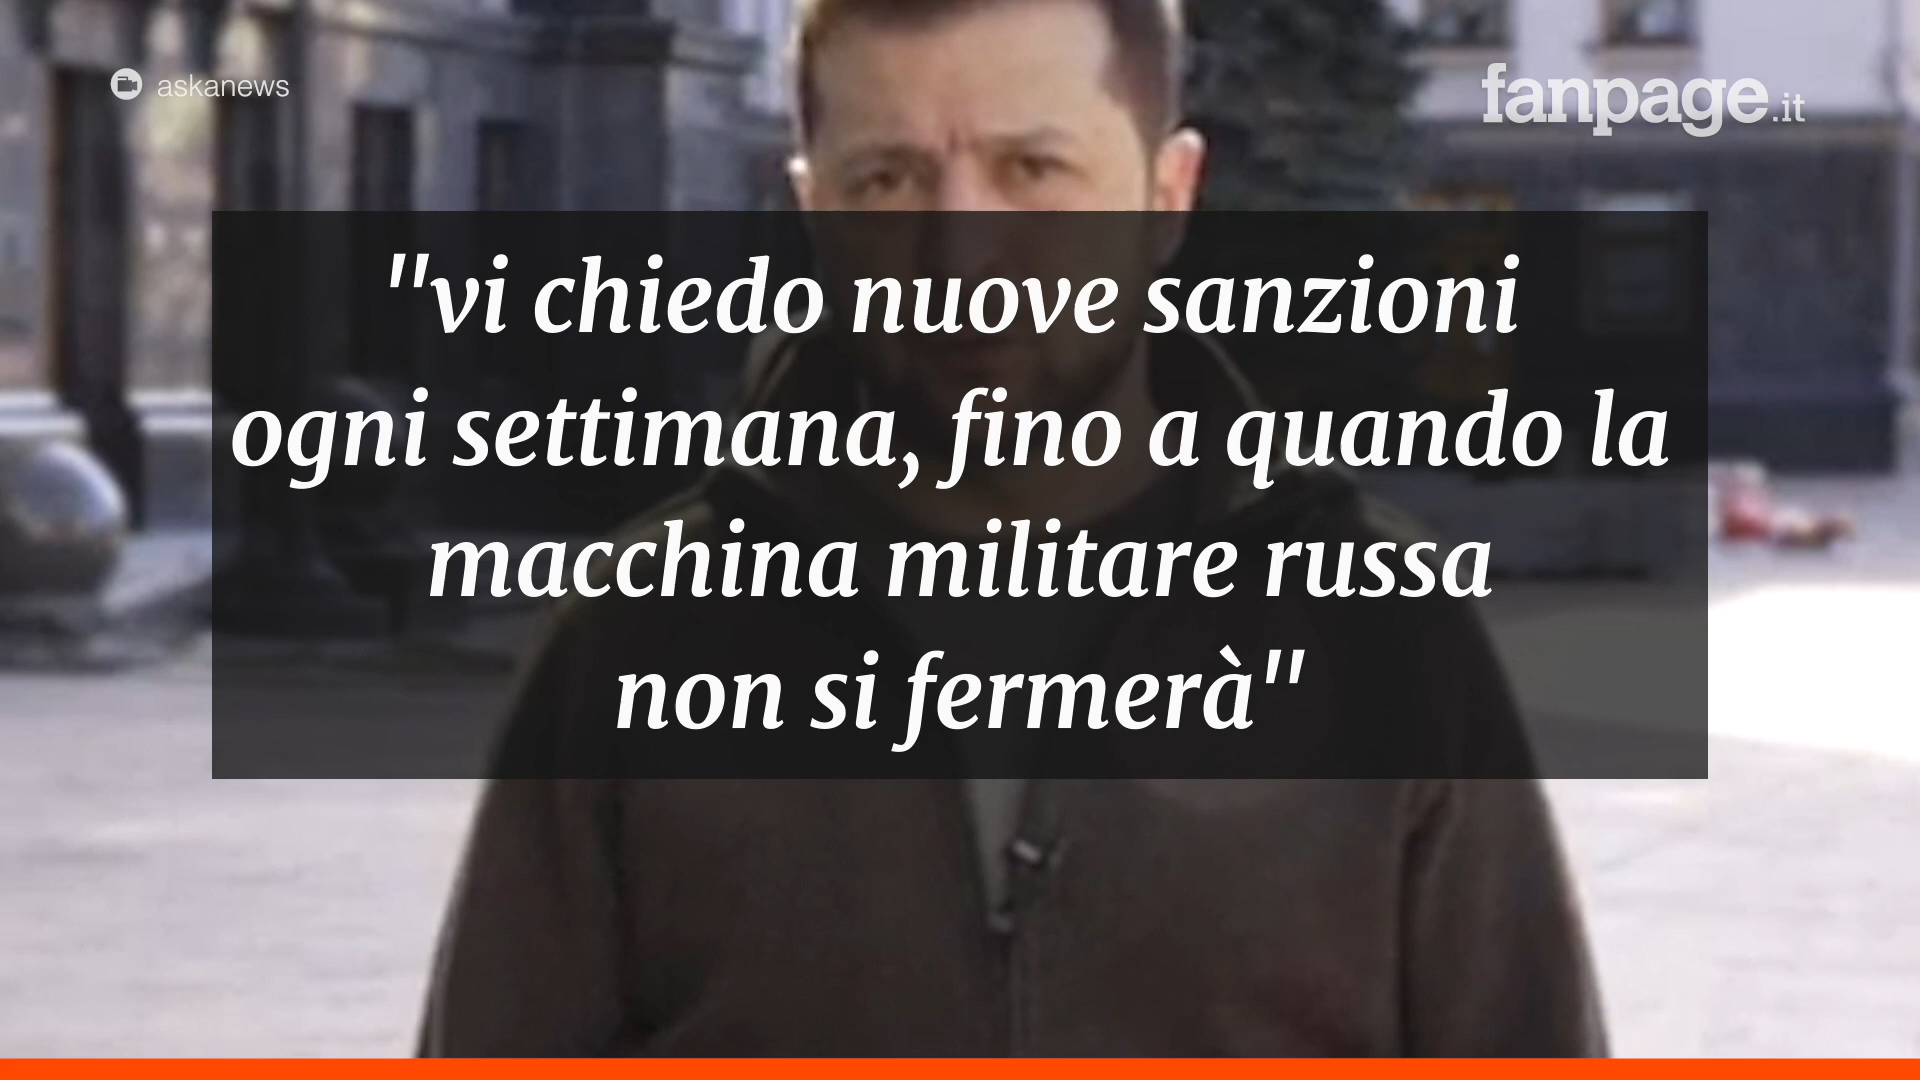 askanews
fanpage.it
"vi chiedo nuove sanzioni
ogni settimana, fino a quando la
macchina militare russa
non si fermerà"